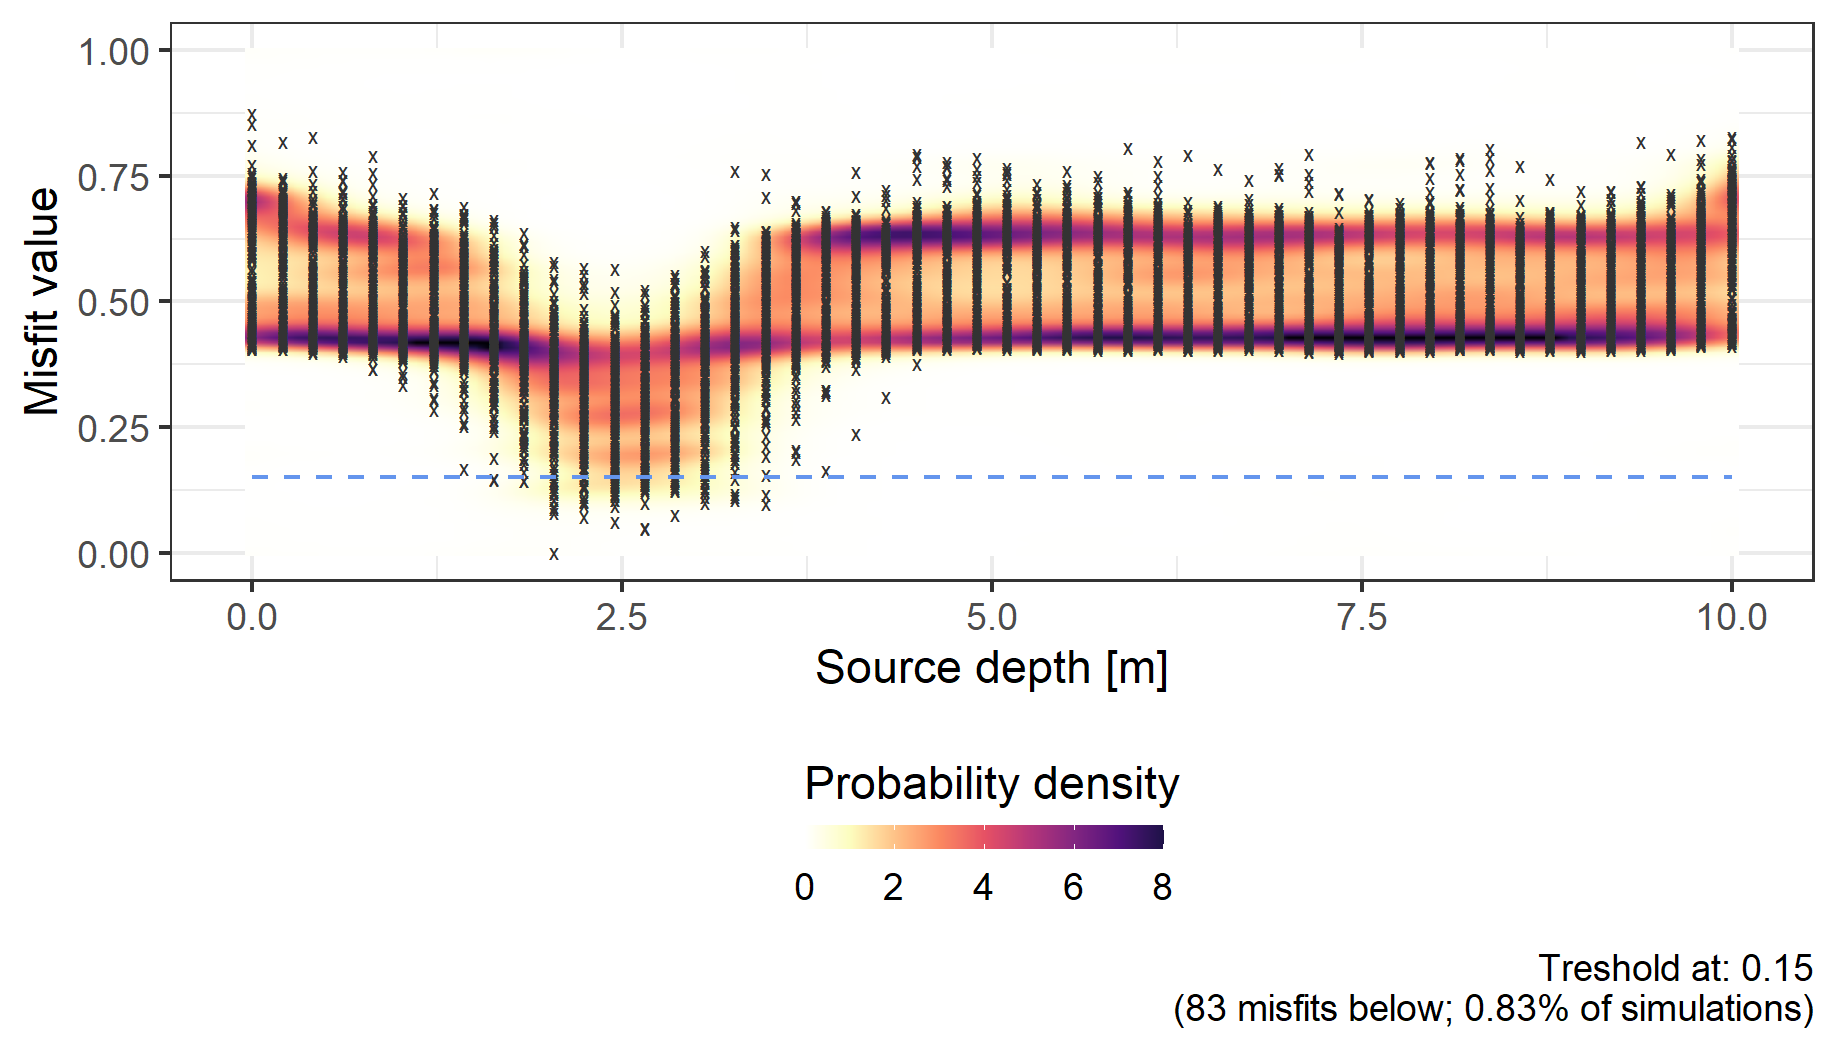 1.00
0.75
0.50
0.25
0.00
Misfit value
0.0 2.5 5.0 7.5 10.0
Source depth [m]
Probability density
0 2 4 6 8
Treshold at: 0.15
(83 misfits below; 0.83% of simulations)